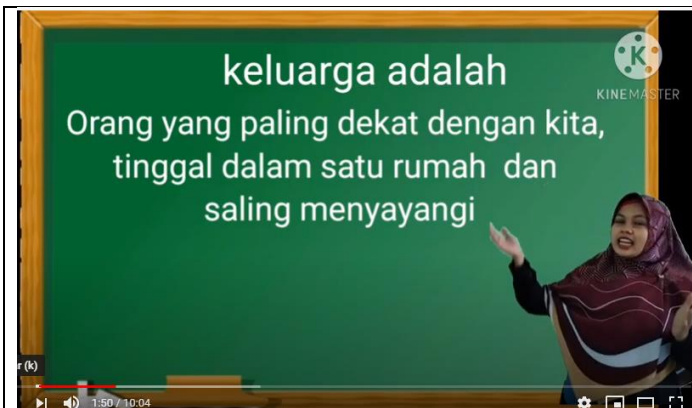 keluarga adalah
Orang yang paling dekat dengan kita,
tinggal dalam satu rumah dan
saling menyayangi
K
KINEMASTER
r (k)
1:50 / 10:04